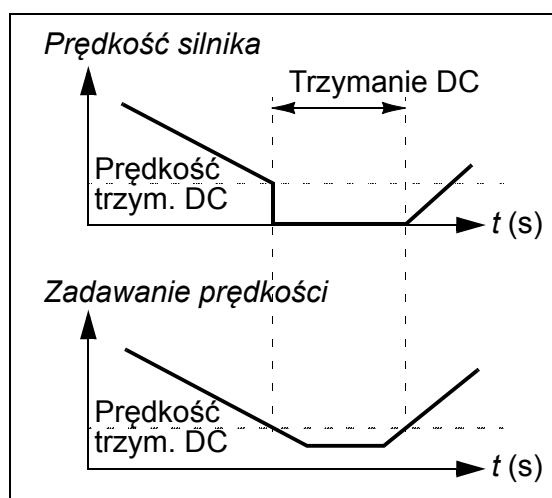 Prędkość silnika
Trzymanie DC
Prędkość
trzym. DC
t (s)
Zadawanie prędkości
Prędkość
trzym. DC
t (s)